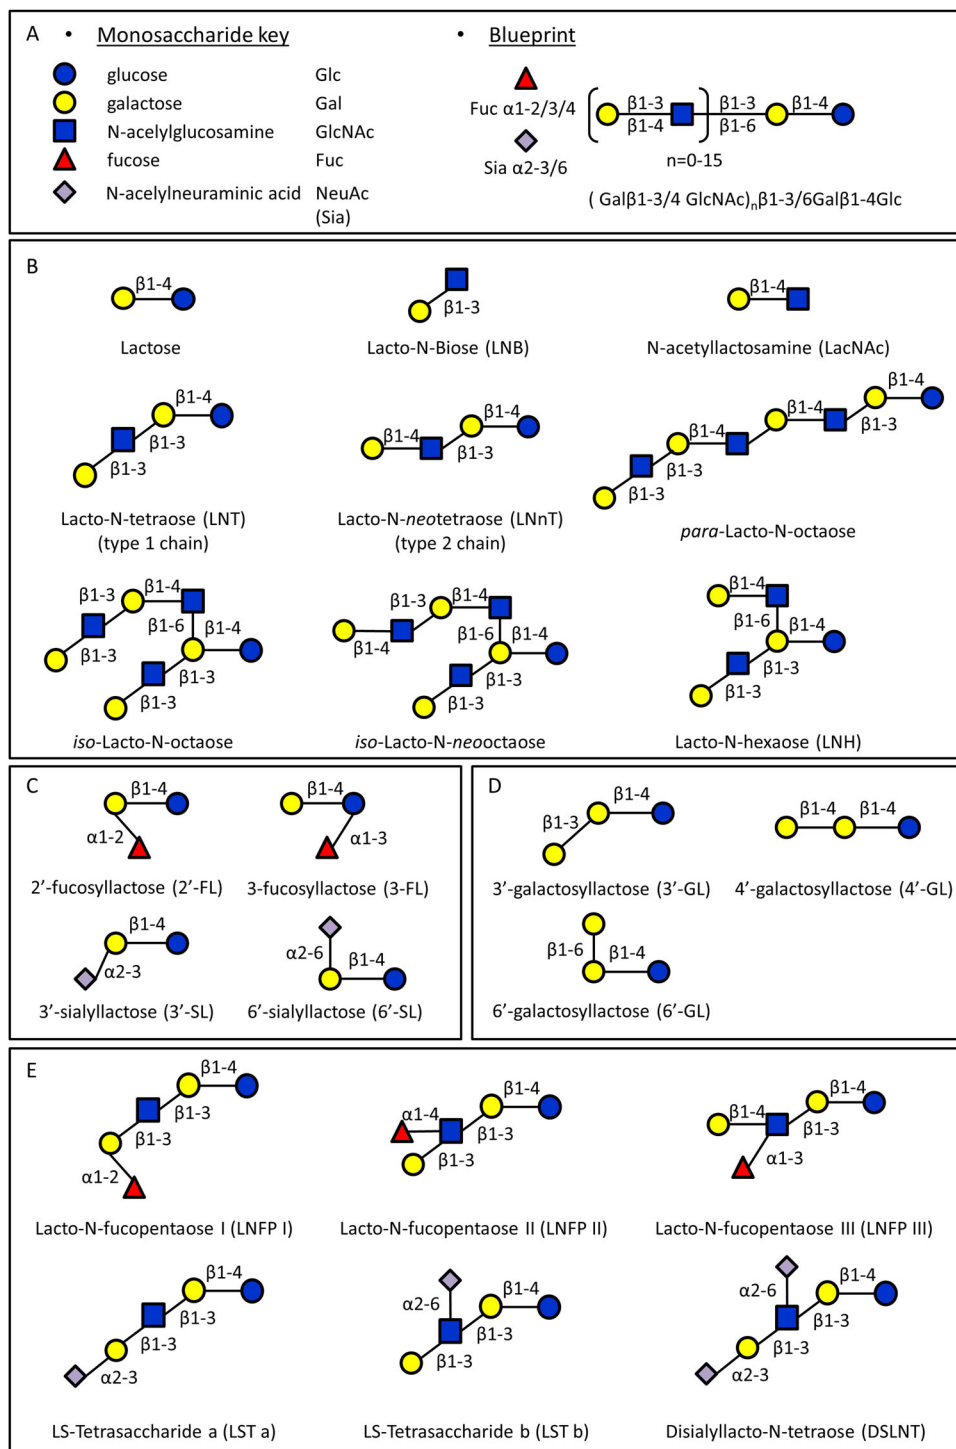 A • Monosaccharide key • Blueprint
glucose Glc
galactose Gal
N-acelylglucosamine GlcNAc
fucose Fuc
N-acelylneuraminic acid NeuAc
(Sia)
Fuc α1-2/3/4
Sia α2-3/6
β1-3 β1-3 β1-4
β1-4 β1-6
n=0-15
( Galβ1-3/4 GlcNAc)nβ1-3/6Galβ1-4Glc
B
β1-4
Lactose
β1-3
Lacto-N-Biose (LNB)
β1-4
N-acetyllactosamine (LacNAc)
β1-4
β1-3
β1-3
Lacto-N-tetraose (LNT)
(type 1 chain)
β1-4
β1-4
β1-3
Lacto-N-neotetraose (LNnT)
(type 2 chain)
β1-4
β1-4
β1-3
β1-4
β1-3
β1-3
para-Lacto-N-octaose
β1-3 β1-4
β1-6 β1-4
β1-3
β1-3
β1-3
iso-Lacto-N-octaose
β1-3 β1-4
β1-6 β1-4
β1-4
β1-3
β1-3
iso-Lacto-N-neooctaose
β1-4
β1-6 β1-4
β1-3
β1-3
Lacto-N-hexaose (LNH)
C
β1-4
α1-2
2’-fucosyllactose (2’-FL)
β1-4
α1-3
3-fucosyllactose (3-FL)
β1-4
α2-3
3’-sialyllactose (3’-SL)
α2-6
β1-4
6’-sialyllactose (6’-SL)
D
β1-4
β1-3
3’-galactosyllactose (3’-GL)
β1-4 β1-4
4’-galactosyllactose (4’-GL)
β1-6
β1-4
6’-galactosyllactose (6’-GL)
E
β1-4
β1-3
β1-3
α1-2
Lacto-N-fucopentaose I (LNFP I)
β1-4
α1-4
β1-3
β1-3
Lacto-N-fucopentaose II (LNFP II)
β1-4
β1-4
β1-3
α1-3
Lacto-N-fucopentaose III (LNFP III)
β1-4
β1-3
β1-3
α2-3
LS-Tetrasaccharide a (LST a)
β1-4
α2-6
β1-3
β1-3
LS-Tetrasaccharide b (LST b)
β1-4
α2-6
β1-3
β1-3
α2-3
Disialyllacto-N-tetraose (DSLNT)